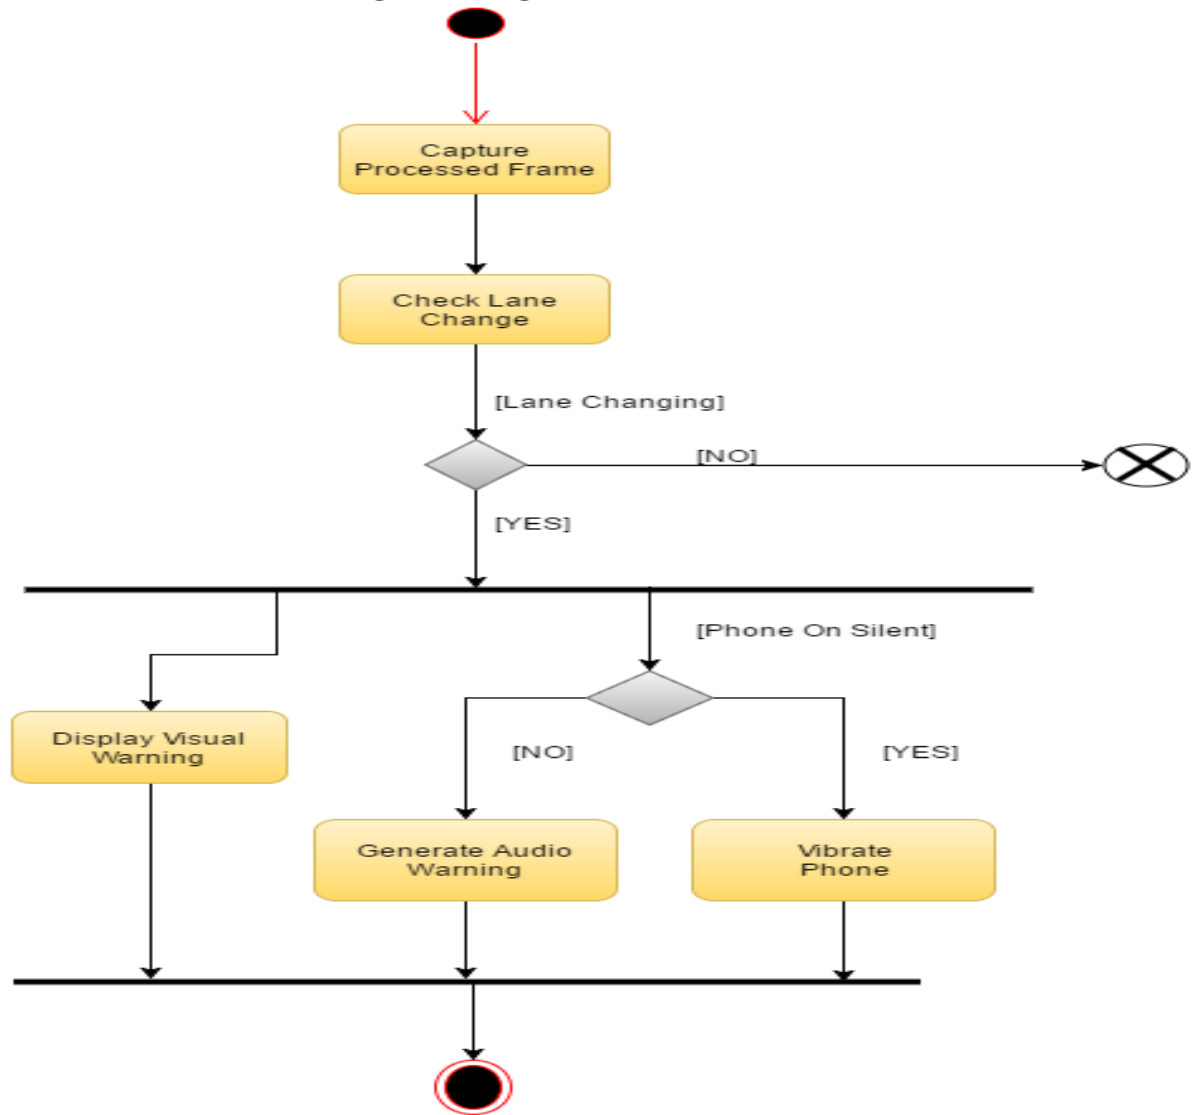 Capture
Processed Frame
Check Lane
Change
[Lane Changing]
[NO]
[YES]
[Phone On Silent]
Display Visual
Warning
[NO]
[YES]
Generate Audio
Warning
Vibrate
Phone